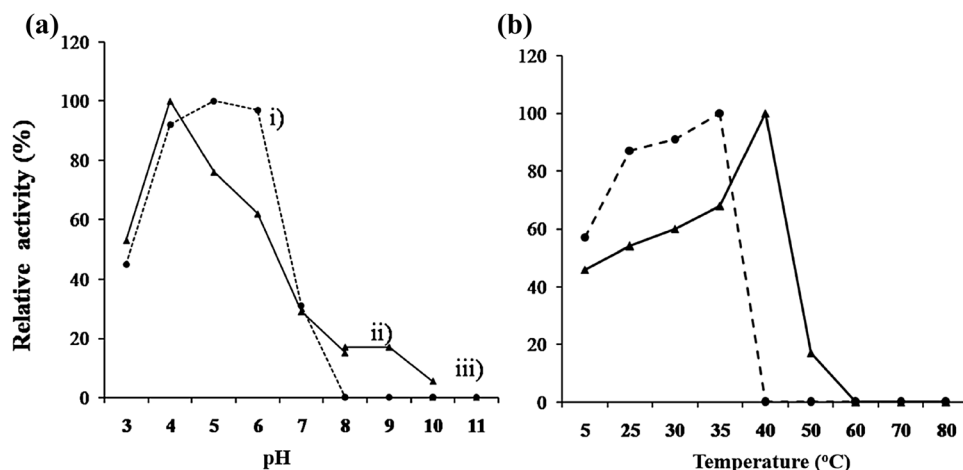 (a)
Relative activity (%)
120
100
80
60
40
20
0
i)
ii)
iii)
3 4 5 6 7 8 9 10 11
pH
(b)
120
100
80
60
40
20
0
5 25 30 35 40 50 60 70 80
Temperature (°C)